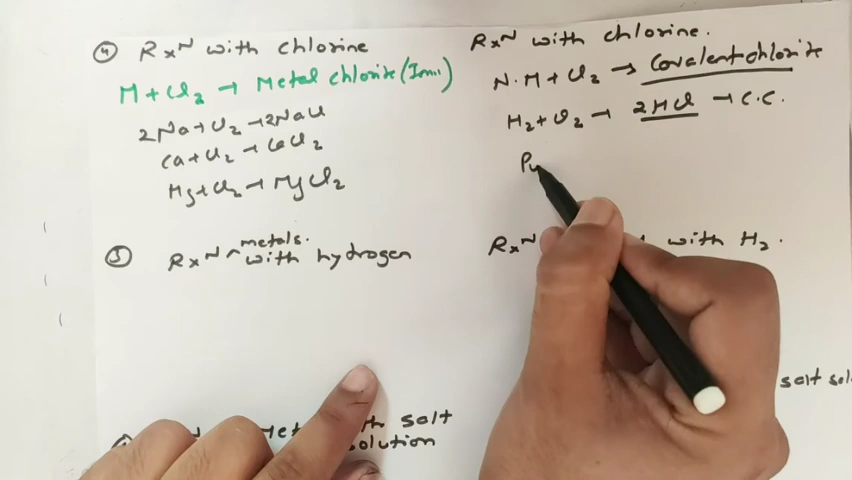 ④ Rxᴺ with chlorine
M + Cl₂ → Metal chloride (Ionic)
2Na + Cl₂ → 2NaCl
Ca + Cl₂ → CaCl₂
Mg + Cl₂ → MgCl₂
⑤ Rxᴺ ^ metals. with hydrogen
with salt
solution
Rxᴺ with chlorine.
N.M + Cl₂ → Covalent chloride
H₂ + Cl₂ → 2HCl → C.C.
P₄
Rxᴺ with H₂.
salt sol